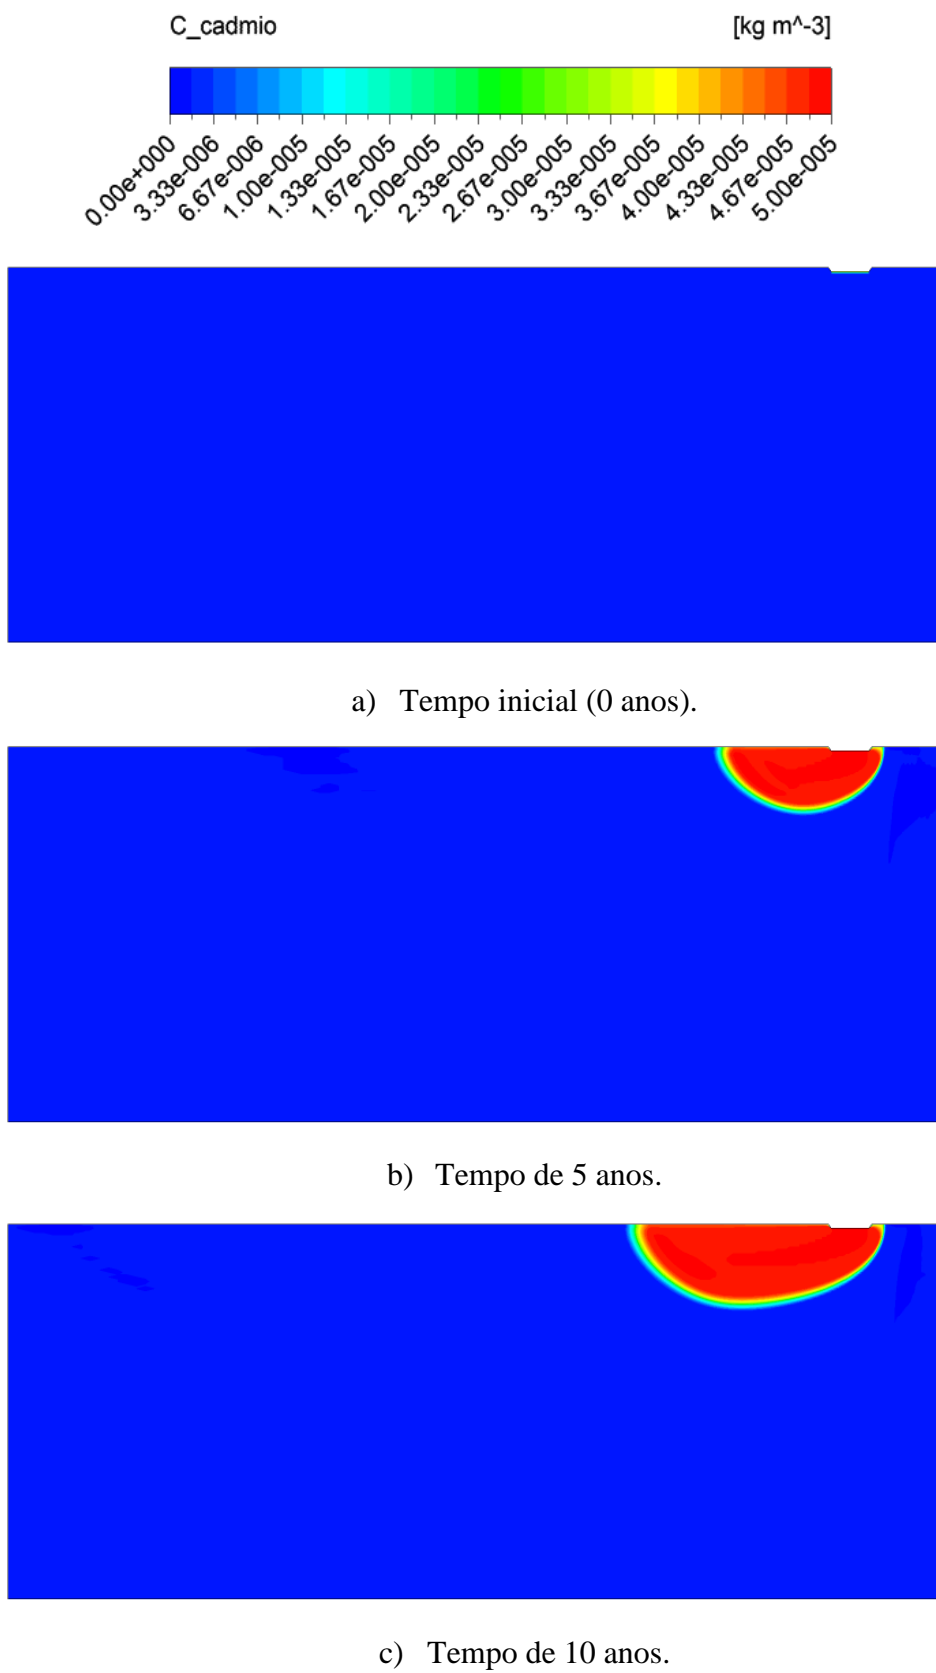 C_cadmio [kg m^-3]
0.00e+000 3.33e-006 6.67e-006 1.00e-005 1.33e-005 1.67e-005 2.00e-005 2.33e-005 2.67e-005 3.00e-005 3.33e-005 3.67e-005 4.00e-005 4.33e-005 4.67e-005 5.00e-005
a) Tempo inicial (0 anos).
b) Tempo de 5 anos.
c) Tempo de 10 anos.